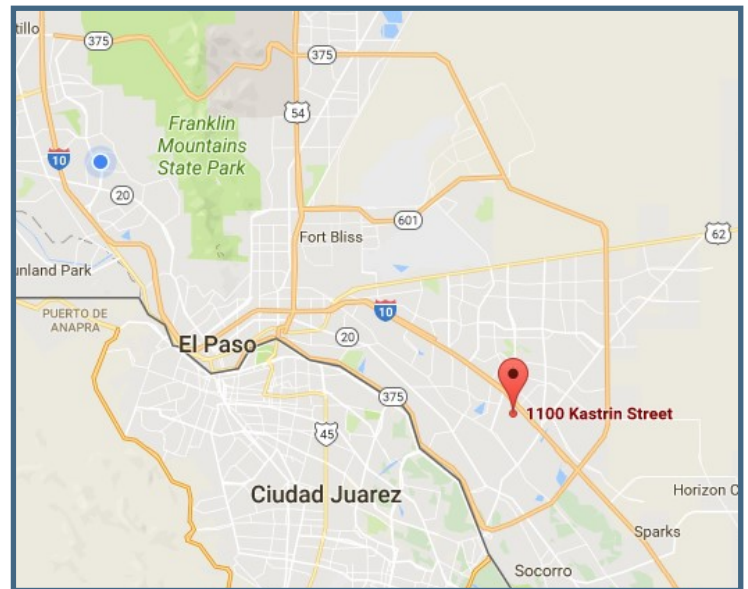 tillo
375
375
54
Franklin
Mountains
State Park
10
20
601
62
Fort Bliss
unland Park
PUERTO DE
ANAPRA
10
El Paso
20
375
1100 Kastrin Street
45
Ciudad Juarez
Horizon C
Sparks
Socorro